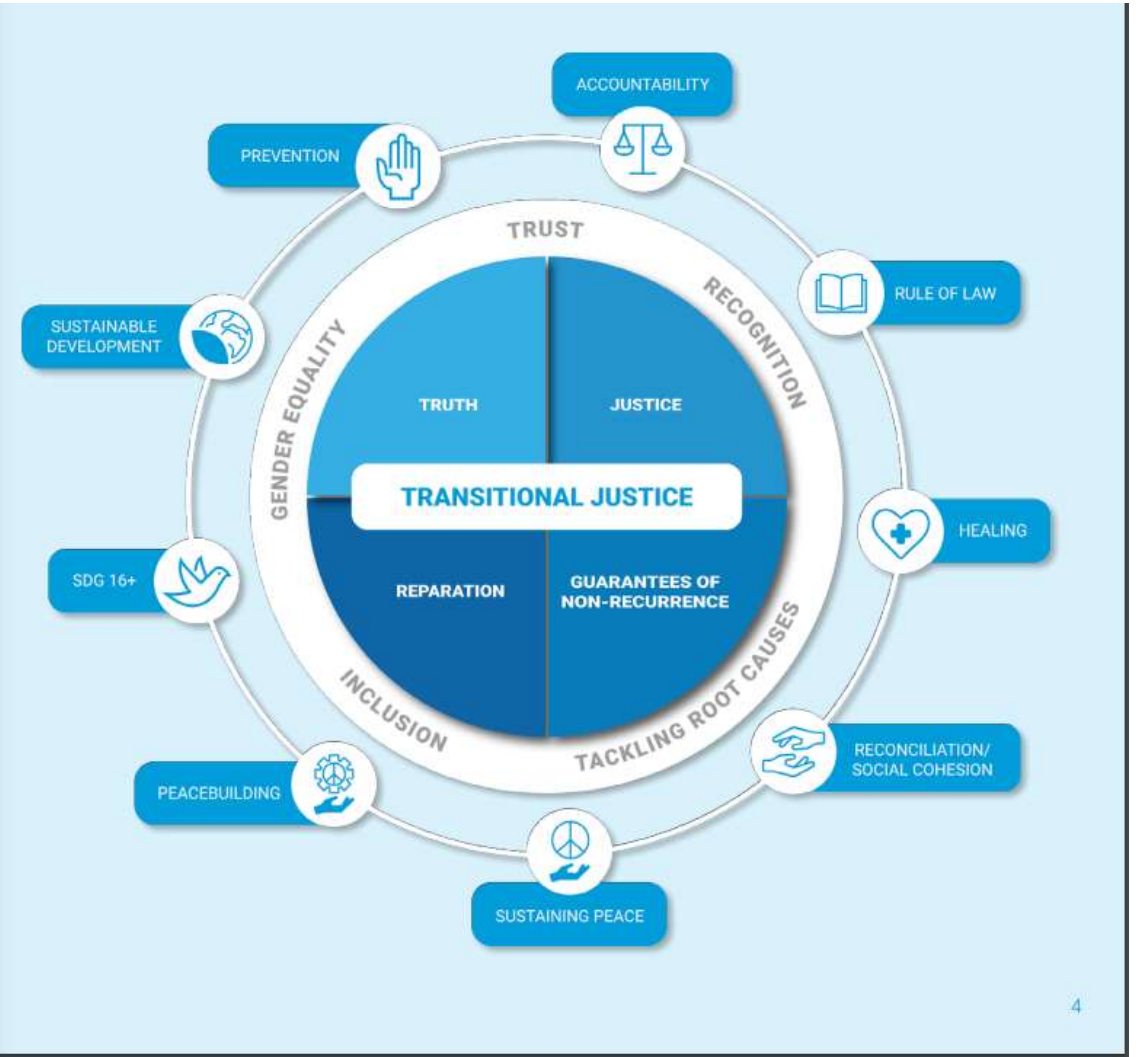 ACCOUNTABILITY
PREVENTION
TRUST
RECOGNITION
RULE OF LAW
SUSTAINABLE
DEVELOPMENT
GENDER EQUALITY
TRUTH
JUSTICE
TRANSITIONAL JUSTICE
HEALING
SDG 16+
REPARATION
GUARANTEES OF
NON-RECURRENCE
INCLUSION
TACKLING ROOT CAUSES
RECONCILIATION/
SOCIAL COHESION
PEACEBUILDING
SUSTAINING PEACE
4